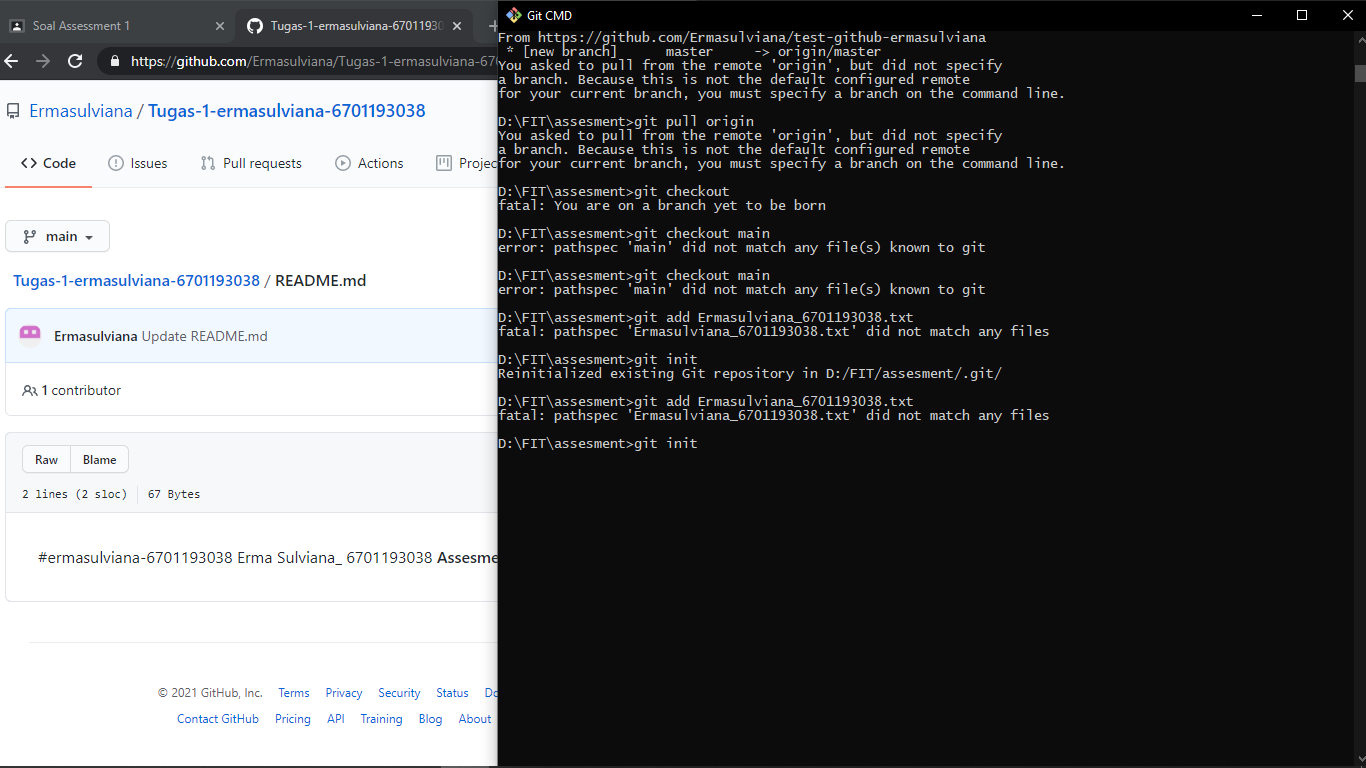 Soal Assessment 1
Tugas-1-ermasulviana-6701193
https://github.com/Ermasulviana/Tugas-1-ermasulviana-67
Ermasulviana / Tugas-1-ermasulviana-6701193038
Code
Issues
Pull requests
Actions
Projec
main
Tugas-1-ermasulviana-6701193038 / README.md
Ermasulviana Update README.md
1 contributor
Raw
Blame
2 lines (2 sloc)
67 Bytes
#ermasulviana-6701193038 Erma Sulviana_ 6701193038 Assesme
© 2021 GitHub, Inc.
Terms
Privacy
Security
Status
Do
Contact GitHub
Pricing
API
Training
Blog
About
Git CMD
From https://github.com/Ermasulviana/test-github-ermasulviana
* [new branch]      master     -> origin/master
You asked to pull from the remote 'origin', but did not specify
a branch. Because this is not the default configured remote
for your current branch, you must specify a branch on the command line.
D:\FIT\assesment>git pull origin
You asked to pull from the remote 'origin', but did not specify
a branch. Because this is not the default configured remote
for your current branch, you must specify a branch on the command line.
D:\FIT\assesment>git checkout
fatal: You are on a branch yet to be born
D:\FIT\assesment>git checkout main
error: pathspec 'main' did not match any file(s) known to git
D:\FIT\assesment>git checkout main
error: pathspec 'main' did not match any file(s) known to git
D:\FIT\assesment>git add Ermasulviana_6701193038.txt
fatal: pathspec 'Ermasulviana_6701193038.txt' did not match any files
D:\FIT\assesment>git init
Reinitialized existing Git repository in D:/FIT/assesment/.git/
D:\FIT\assesment>git add Ermasulviana_6701193038.txt
fatal: pathspec 'Ermasulviana_6701193038.txt' did not match any files
D:\FIT\assesment>git init